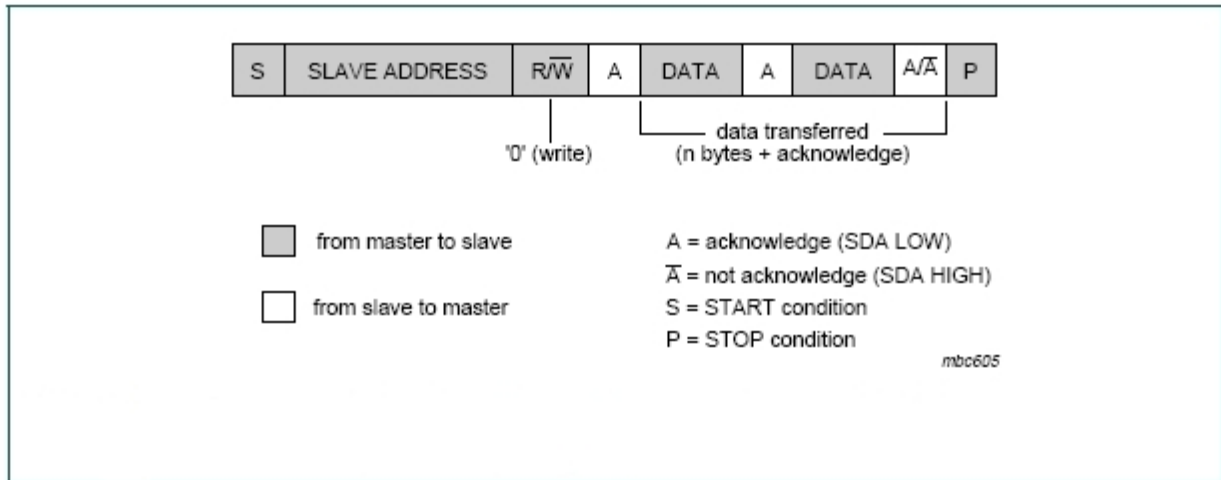 S SLAVE ADDRESS R/W̅ A DATA A DATA A/A̅ P
data transferred
'0' (write) (n bytes + acknowledge)
from master to slave
from slave to master
A = acknowledge (SDA LOW)
A̅ = not acknowledge (SDA HIGH)
S = START condition
P = STOP condition
mbc605